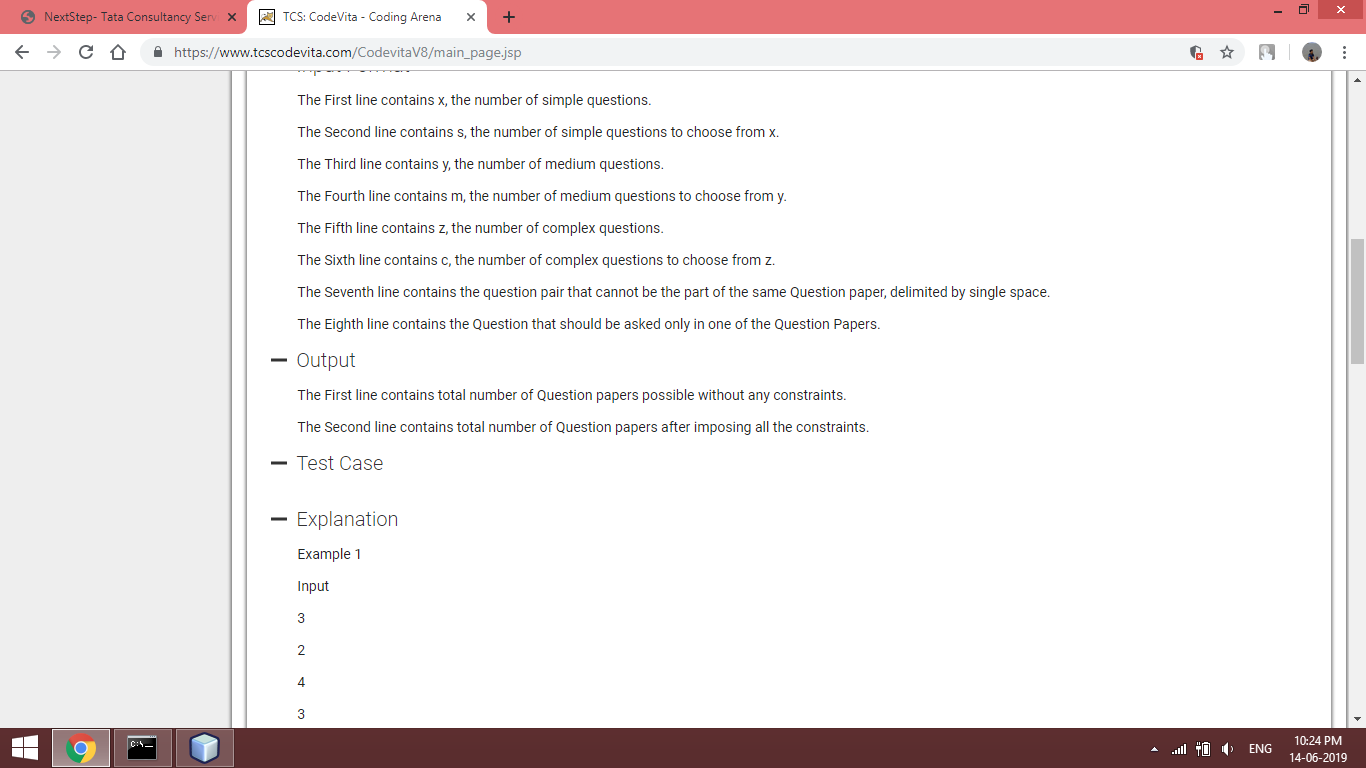 NextStep- Tata Consultancy Serv
TCS: CodeVita - Coding Arena
https://www.tcscodevita.com/CodevitaV8/main_page.jsp
Input Format
The First line contains x, the number of simple questions.
The Second line contains s, the number of simple questions to choose from x.
The Third line contains y, the number of medium questions.
The Fourth line contains m, the number of medium questions to choose from y.
The Fifth line contains z, the number of complex questions.
The Sixth line contains c, the number of complex questions to choose from z.
The Seventh line contains the question pair that cannot be the part of the same Question paper, delimited by single space.
The Eighth line contains the Question that should be asked only in one of the Question Papers.
Output
The First line contains total number of Question papers possible without any constraints.
The Second line contains total number of Question papers after imposing all the constraints.
Test Case
Explanation
Example 1
Input
3
2
4
3
C:\
ENG
10:24 PM
14-06-2019